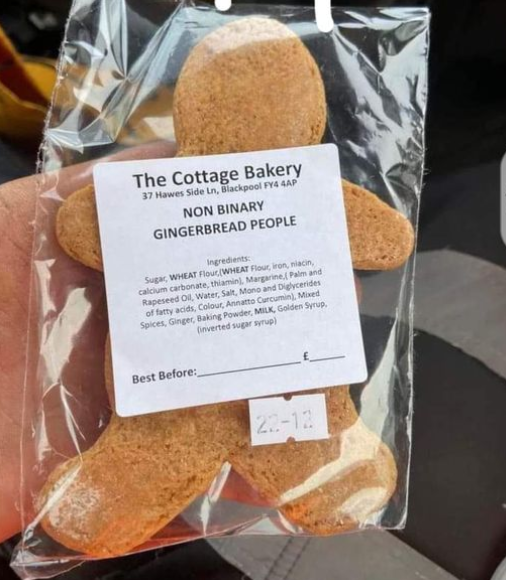 The Cottage Bakery
37 Hawes Side Ln, Blackpool FY4 4AP
NON BINARY
GINGERBREAD PEOPLE
Ingredients:
Sugar, WHEAT Flour,(WHEAT Flour, iron, niacin,
calcium carbonate, thiamin), Margarine,( Palm and
Rapeseed Oil, Water, Salt, Mono and Diglycerides
of fatty acids, Colour, Annatto Curcumin), Mixed
Spices, Ginger, Baking Powder, MILK, Golden Syrup,
(inverted sugar syrup)
Best Before:____________ £_____
22-12